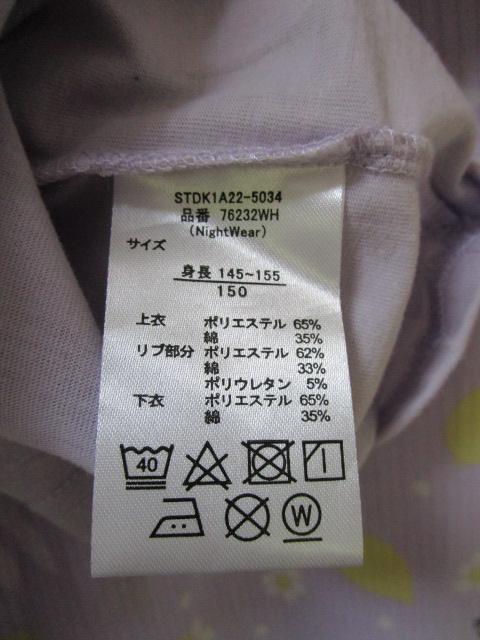 STDK1A22-5034
品番 76232WH
(NightWear)
サイズ
身長 145~155
150
上衣 ポリエステル 65%
綿 35%
リブ部分 ポリエステル 62%
綿 33%
ポリウレタン 5%
下衣 ポリエステル 65%
綿 35%
40
W